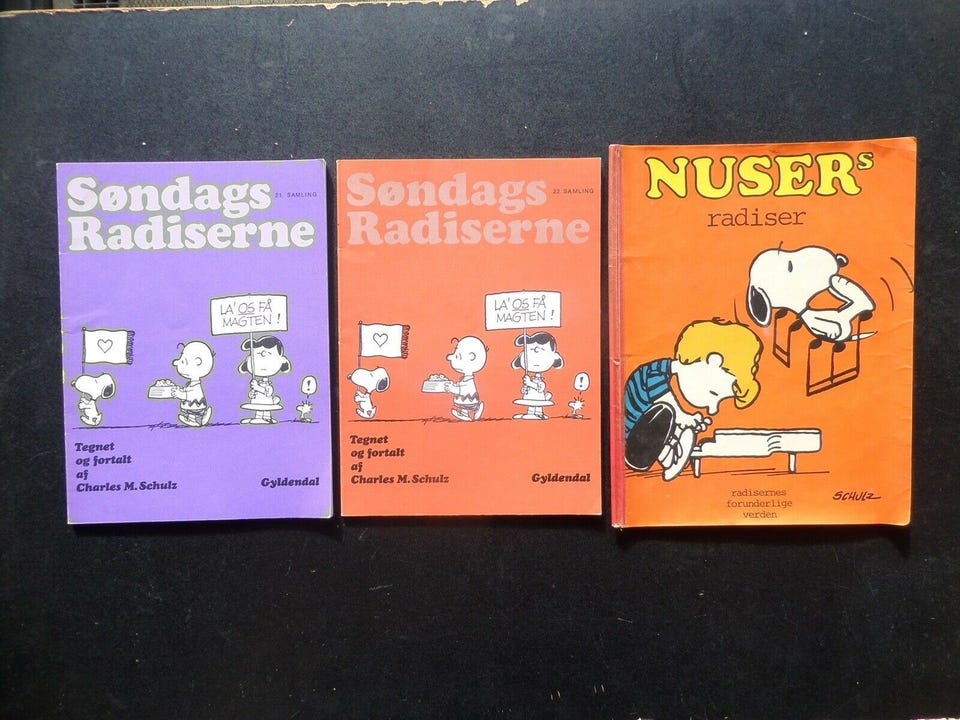 Søndags
21. SAMLING
Radiserne
LA' OS FÅ
MAGTEN!
!
Tegnet
og fortalt
af
Charles M. Schulz
Gyldendal
Søndags
22. SAMLING
Radiserne
LA' OS FÅ
MAGTEN!
!
Tegnet
og fortalt
af
Charles M. Schulz
Gyldendal
NUSERs
radiser
radisernes
forunderlige
verden
SCHULZ